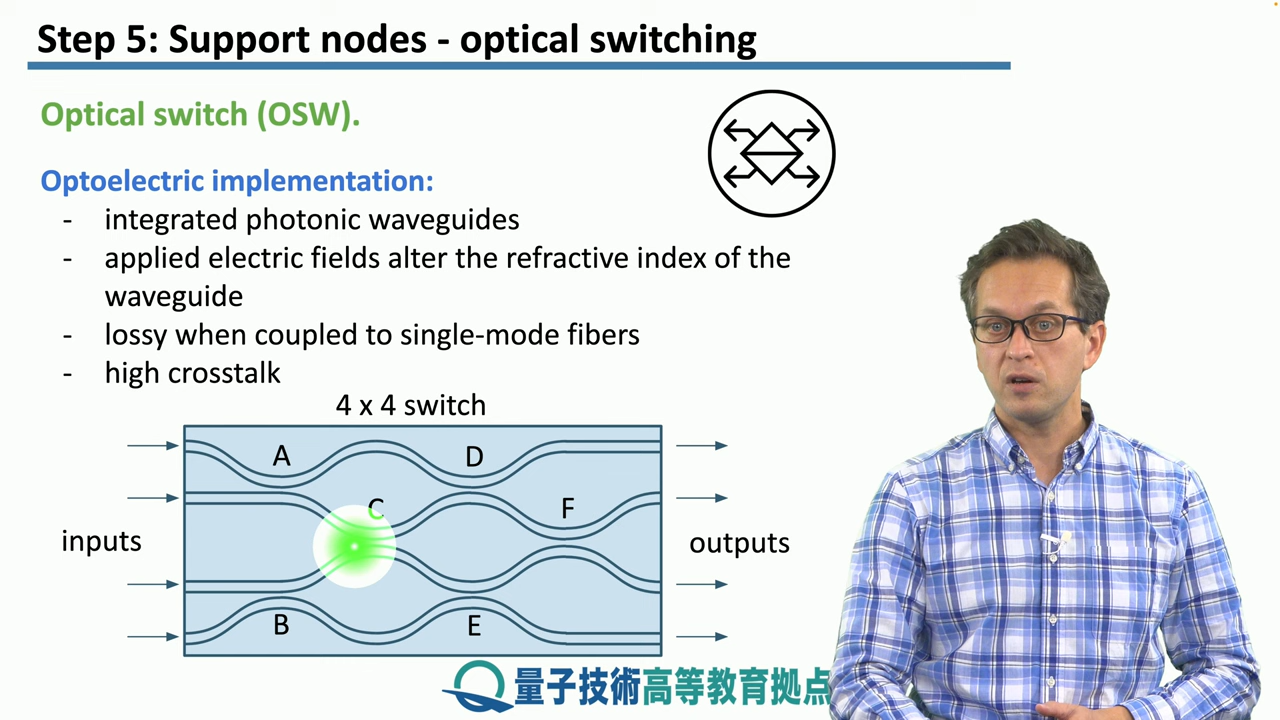 Step 5: Support nodes - optical switching
Optical switch (OSW).
Optoelectric implementation:
- integrated photonic waveguides
- applied electric fields alter the refractive index of the
waveguide
- lossy when coupled to single-mode fibers
- high crosstalk
4 x 4 switch
A
D
C
F
inputs
outputs
B
E
量子技術高等教育拠点